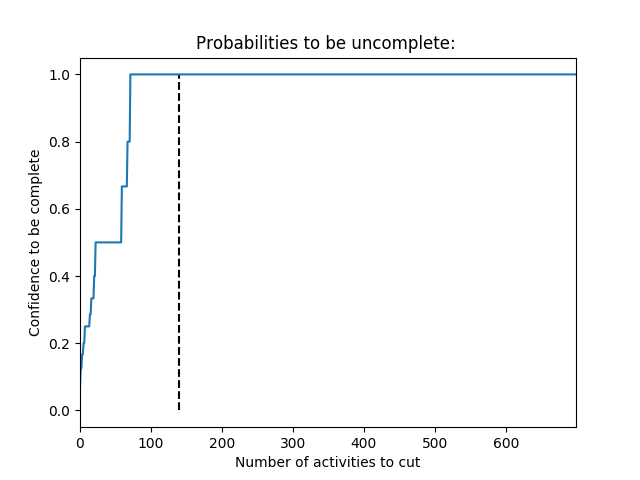 Probabilities to be uncomplete:
1.0
0.8
0.6
0.4
0.2
0.0
Confidence to be complete
0 100 200 300 400 500 600
Number of activities to cut